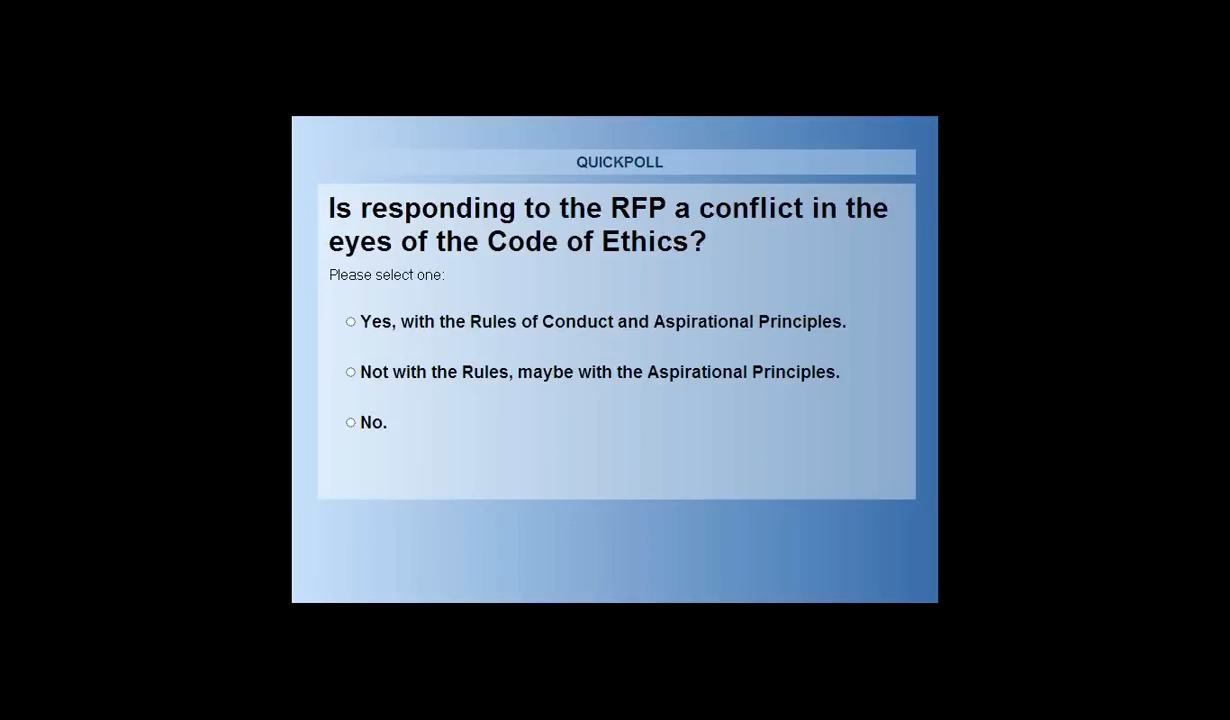 QUICKPOLL
Is responding to the RFP a conflict in the
eyes of the Code of Ethics?
Please select one:
Yes, with the Rules of Conduct and Aspirational Principles.
Not with the Rules, maybe with the Aspirational Principles.
No.